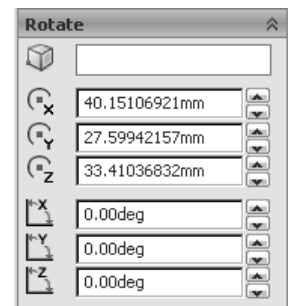 Rotate
X 40.15106921mm
Y 27.59942157mm
Z 33.41036832mm
X 0.00deg
Y 0.00deg
Z 0.00deg